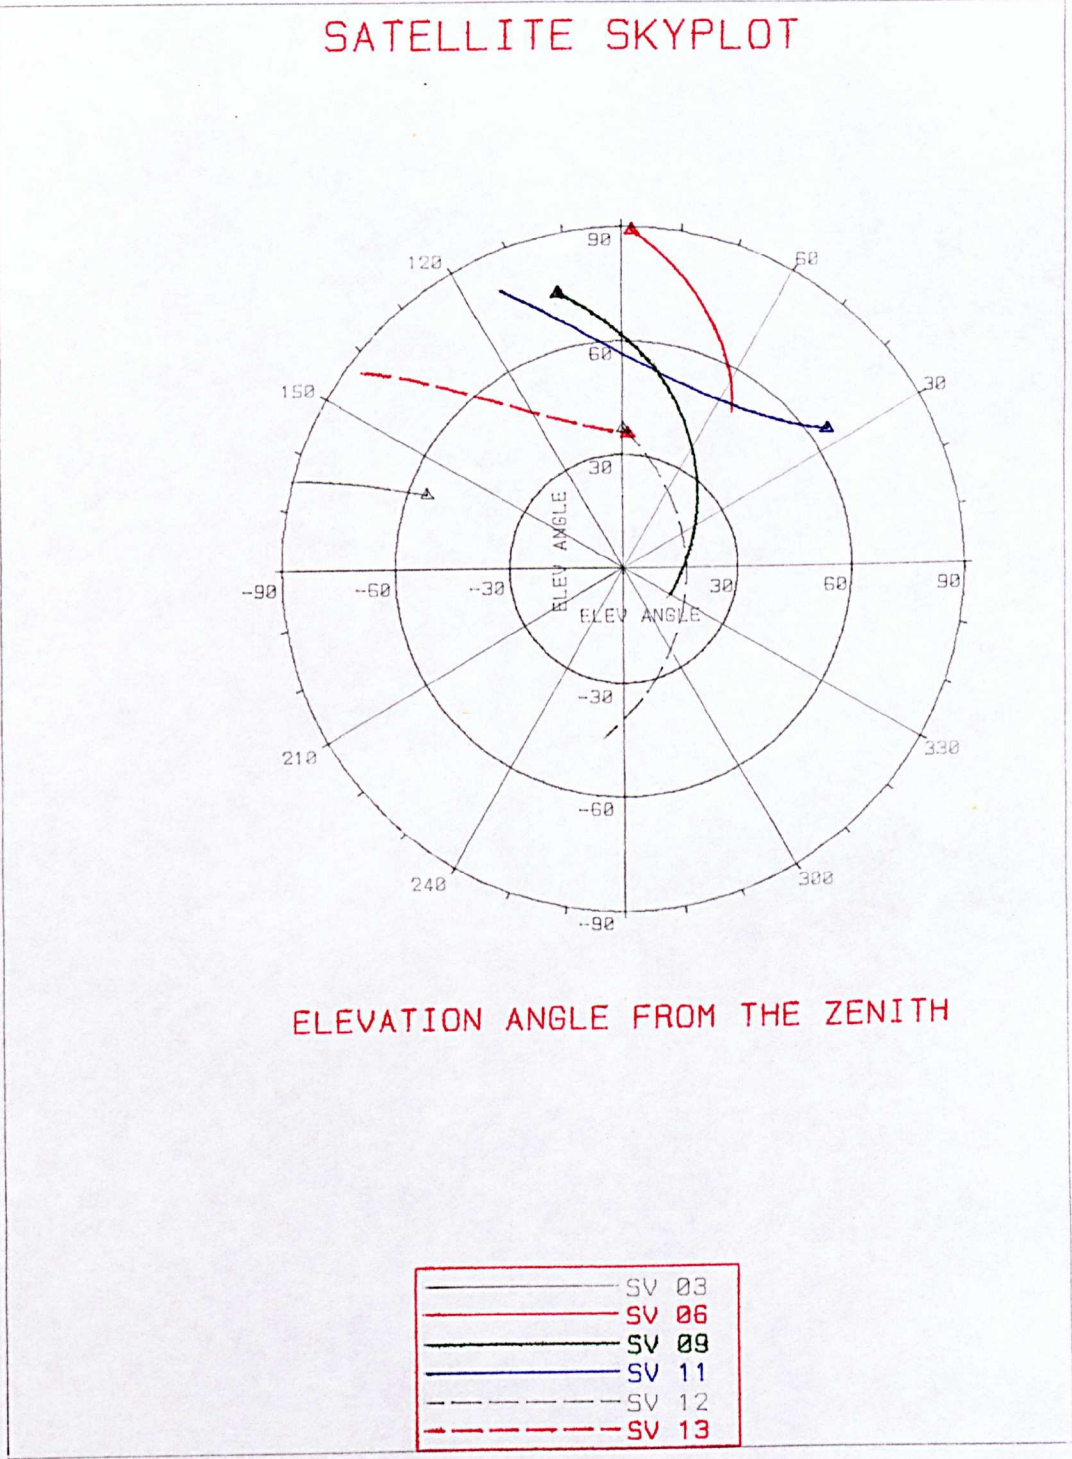 SATELLITE SKYPLOT
90
120
60
60
150
30
30
ELEV ANGLE
-90
-60
-30
30
60
90
ELEV ANGLE
-30
210
330
-60
240
300
-90
ELEVATION ANGLE FROM THE ZENITH
SV 03
SV 06
SV 09
SV 11
SV 12
SV 13